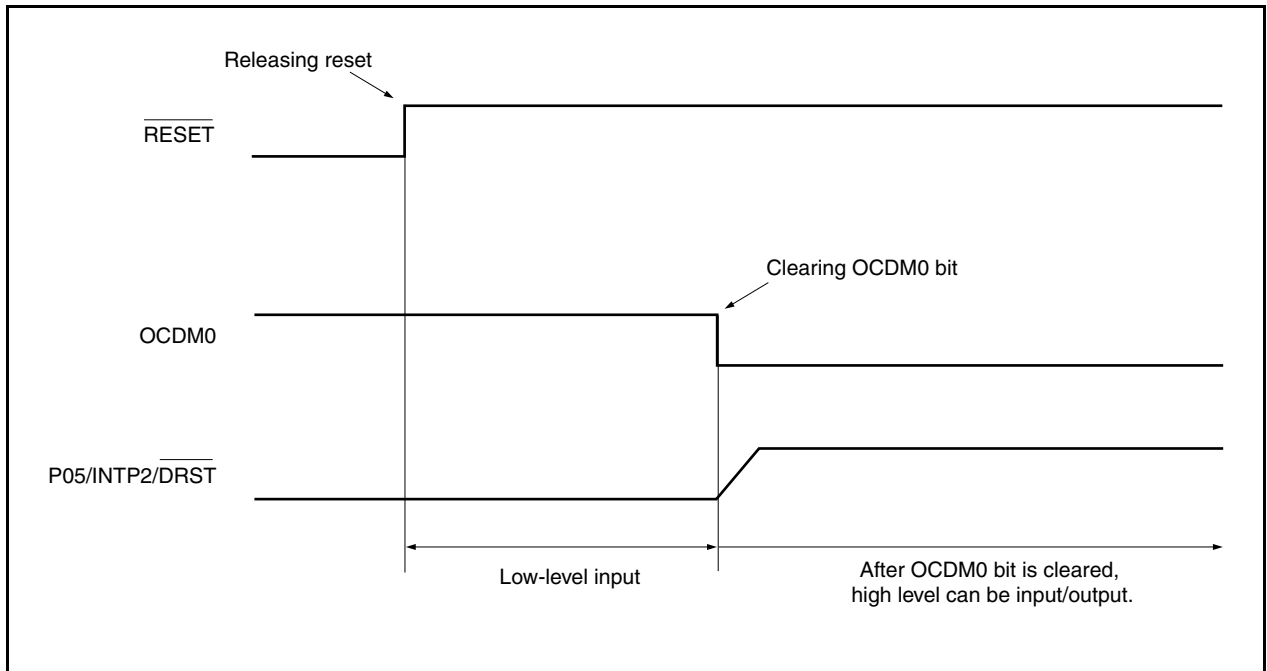 Releasing reset
RESET
Clearing OCDM0 bit
OCDM0
P05/INTP2/DRST
Low-level input
After OCDM0 bit is cleared,
high level can be input/output.